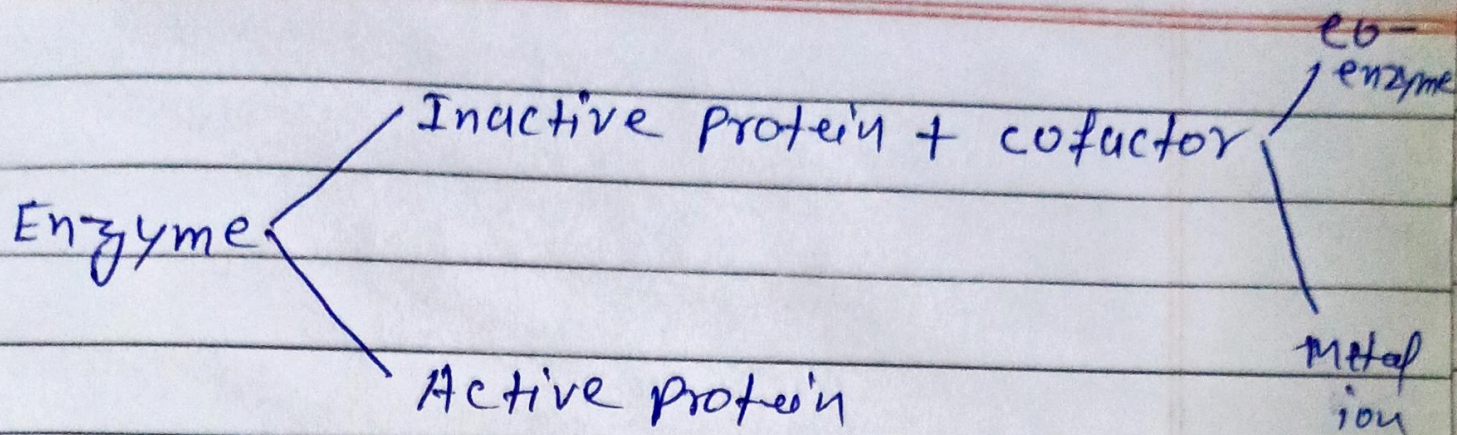 co-
enzyme
Inactive protein + cofactor
Enzyme
Metal
ion
Active protein